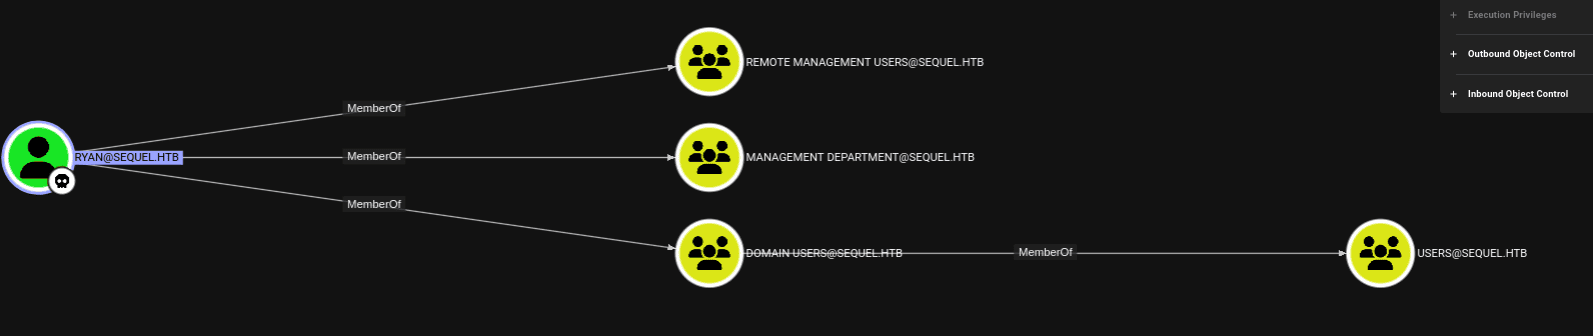 + Execution Privileges
REMOTE MANAGEMENT USERS@SEQUEL.HTB
+ Outbound Object Control
+ Inbound Object Control
MemberOf
RYAN@SEQUEL.HTB
MemberOf
MANAGEMENT DEPARTMENT@SEQUEL.HTB
MemberOf
DOMAIN USERS@SEQUEL.HTB
MemberOf
USERS@SEQUEL.HTB